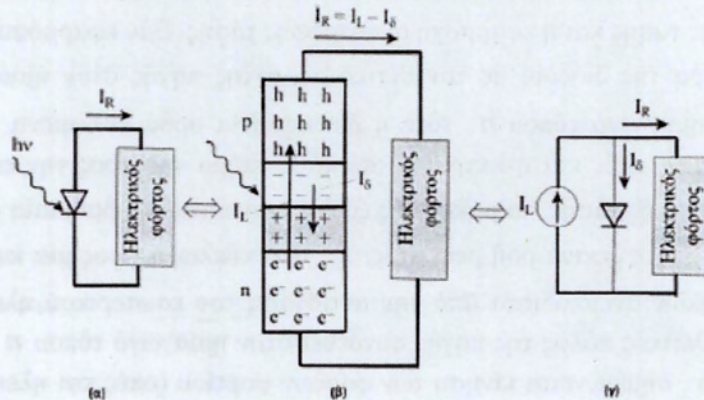 I_R = I_L – I_δ
I_R
hν
Ηλεκτρικός
φόρτος
p
h h h
h h h
h h h
– – –
I_δ
I_L
+ + +
e⁻ e⁻ e⁻
n
e⁻ e⁻ e⁻
e⁻ e⁻ e⁻
Ηλεκτρικός
φόρτος
I_R
I_L
I_δ
Ηλεκτρικός
φόρτος
(α)
(β)
(γ)